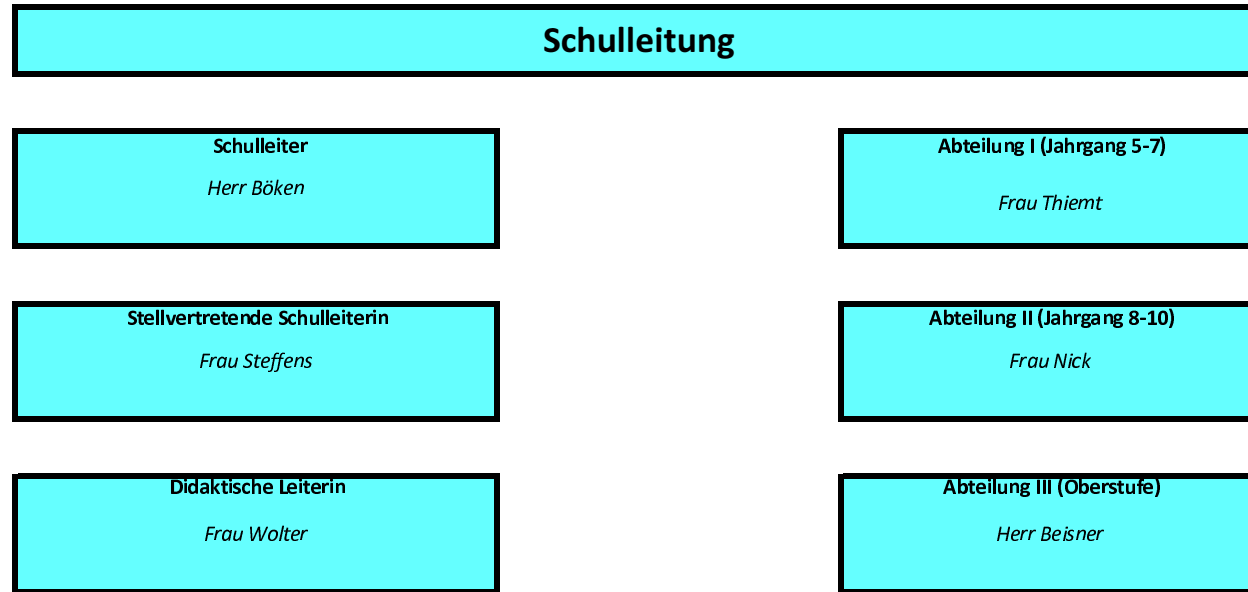 Schulleitung
Schulleiter
Herr Böken
Abteilung I (Jahrgang 5-7)
Frau Thiemt
Stellvertretende Schulleiterin
Frau Steffens
Abteilung II (Jahrgang 8-10)
Frau Nick
Didaktische Leiterin
Frau Wolter
Abteilung III (Oberstufe)
Herr Beisner